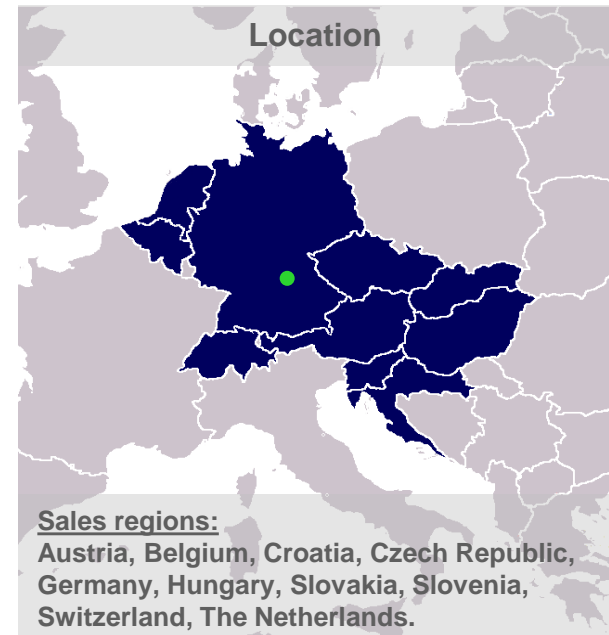 Location
Sales regions:
Austria, Belgium, Croatia, Czech Republic,
Germany, Hungary, Slovakia, Slovenia,
Switzerland, The Netherlands.